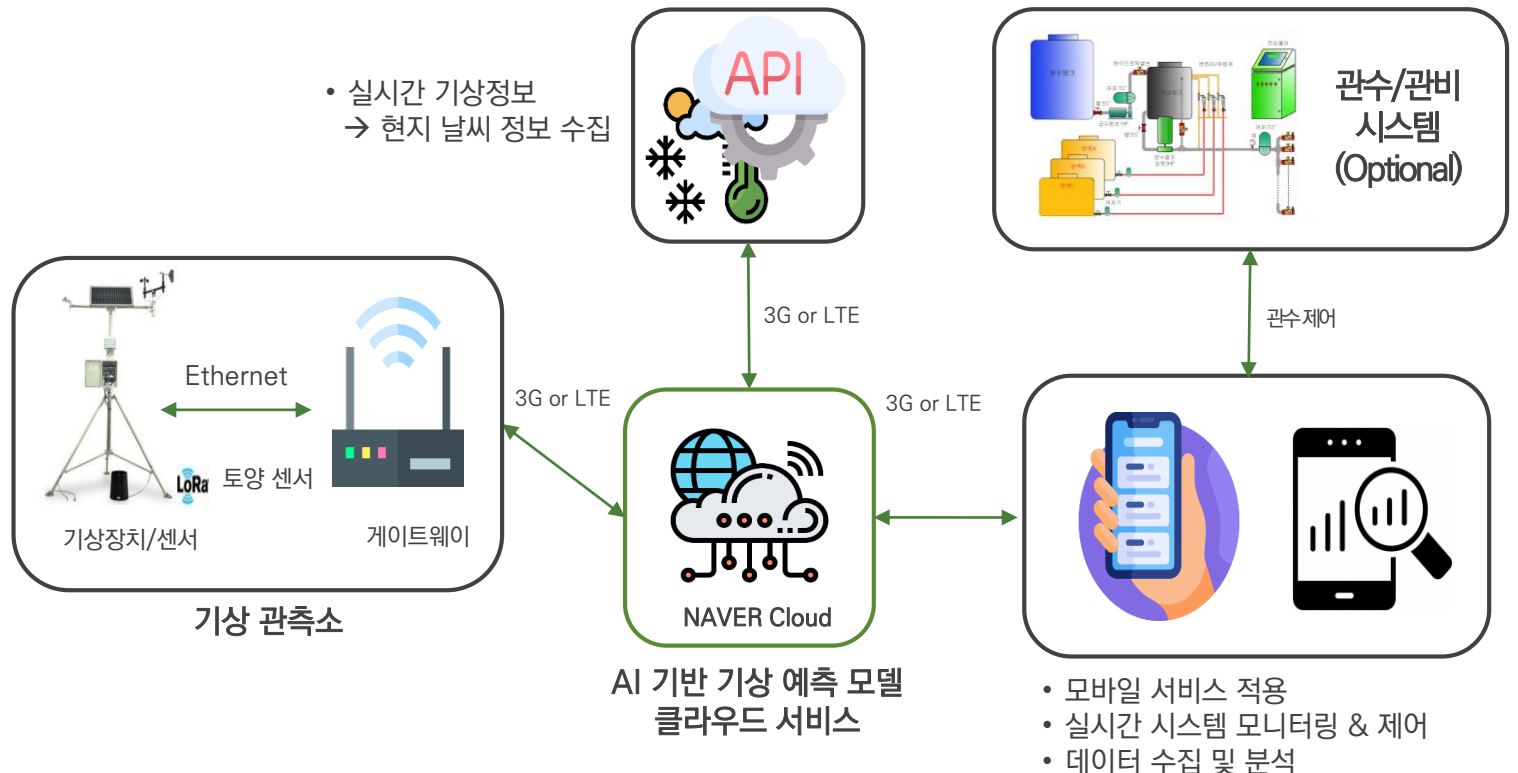 API
• 실시간 기상정보
→ 현지 날씨 정보 수집
관수/관비
시스템
(Optional)
3G or LTE
관수 제어
Ethernet
LoRa
토양 센서
기상장치/센서
게이트웨이
기상 관측소
3G or LTE
3G or LTE
NAVER Cloud
AI 기반 기상 예측 모델
클라우드 서비스
• 모바일 서비스 적용
• 실시간 시스템 모니터링 & 제어
• 데이터 수집 및 분석